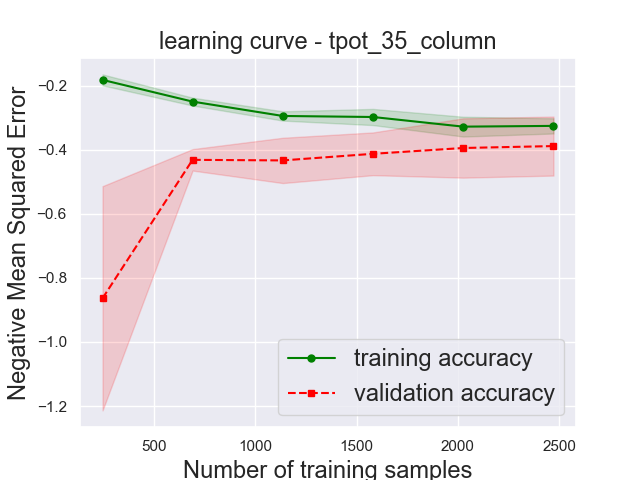 learning curve - tpot_35_column
Negative Mean Squared Error
−0.2
−0.4
−0.6
−0.8
−1.0
−1.2
training accuracy
validation accuracy
500
1000
1500
2000
2500
Number of training samples